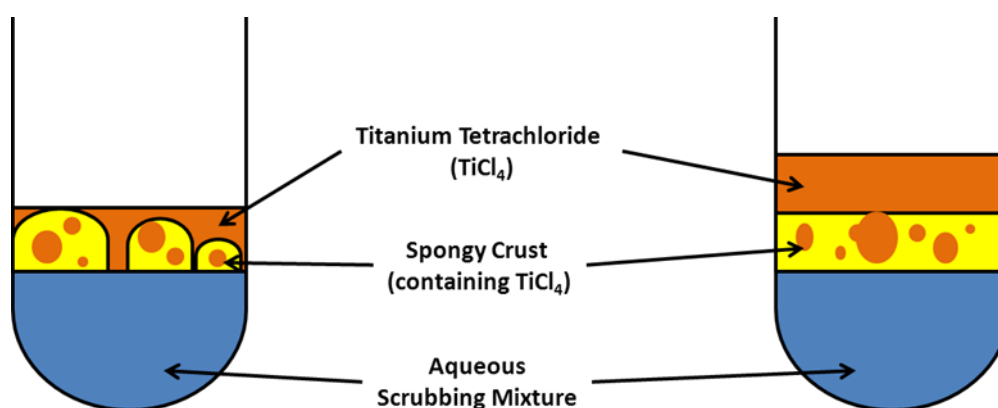 Titanium Tetrachloride
(TiCl₄)
Spongy Crust
(containing TiCl₄)
Aqueous
Scrubbing Mixture